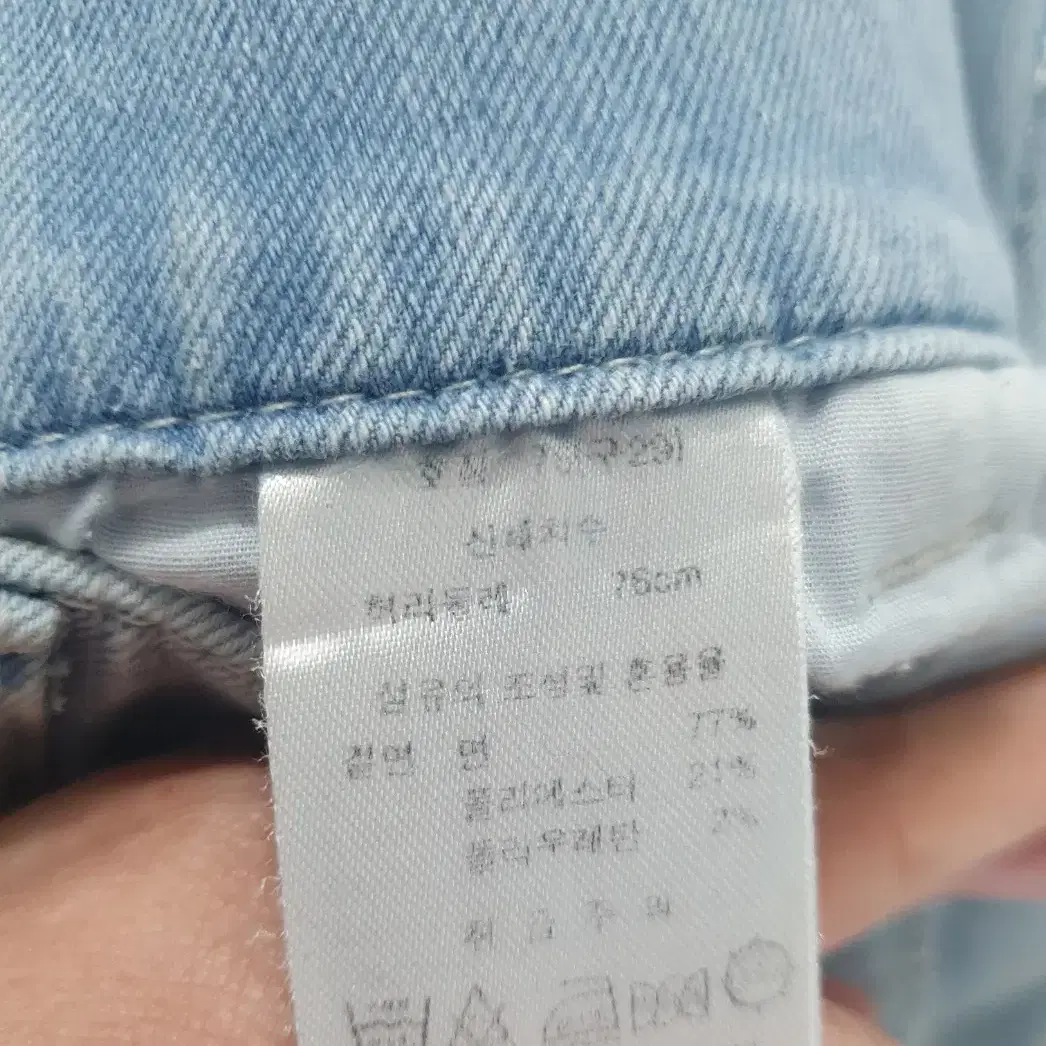 신체치수
허리둘레 76cm
섬유의 조성및 혼용율
겉면 면 77%
폴리에스터 21%
폴리우레탄 2%
취 급 주 의